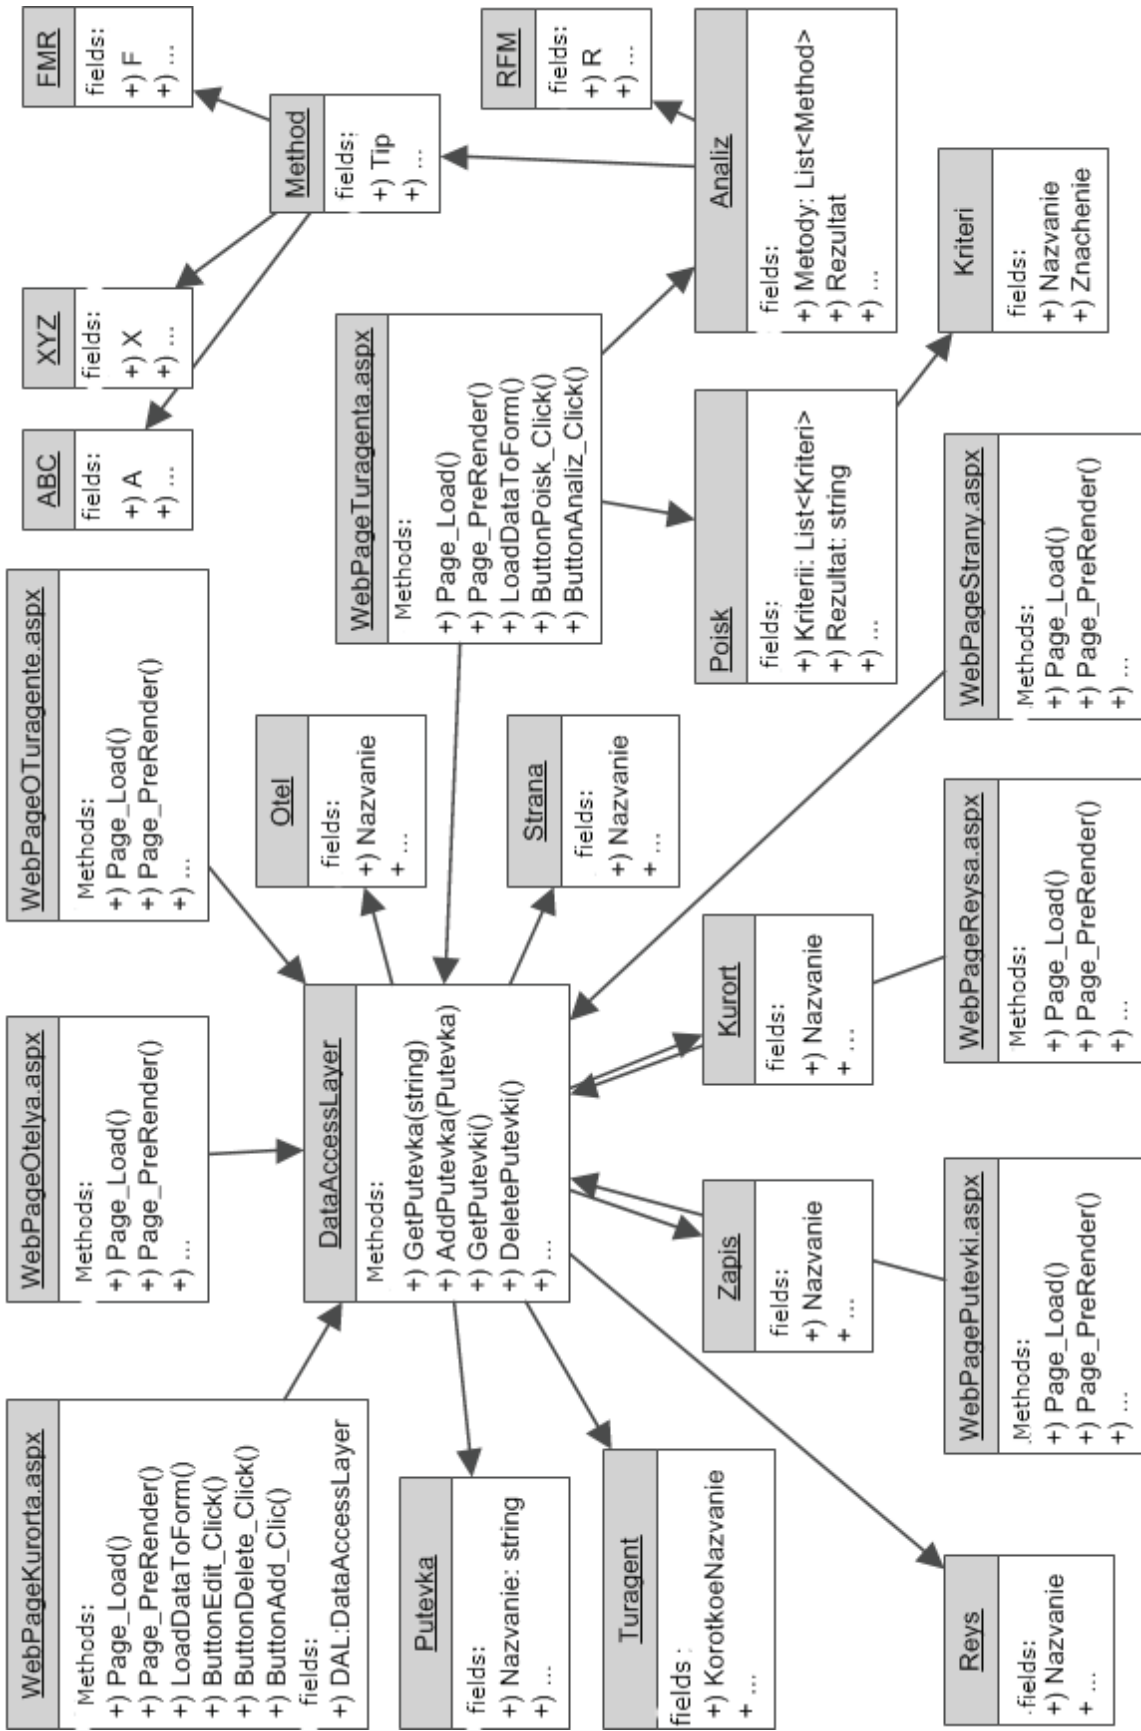 WebPageKurorta.aspx
Methods:
+) Page_Load()
+) Page_PreRender()
+) LoadDataToForm()
+) ButtonEdit_Click()
+) ButtonDelete_Click()
+) ButtonAdd_Clic()
fields:
+) DAL:DataAccessLayer
WebPageOtelya.aspx
Methods:
+) Page_Load()
+) Page_PreRender()
+) ...
WebPageOTuragente.aspx
Methods:
+) Page_Load()
+) Page_PreRender()
+) ...
ABC
fields:
+) A
+) ...
XYZ
fields:
+) X
+) ...
FMR
fields:
+) F
+) ...
Method
fields:
+) Tip
+) ...
DataAccessLayer
Methods:
+) GetPutevka(string)
+) AddPutevka(Putevka)
+) GetPutevki()
+) DeletePutevki()
+) ...
Otel
fields:
+) Nazvanie
+ ...
WebPageTuragenta.aspx
Methods:
+) Page_Load()
+) Page_PreRender()
+) LoadDataToForm()
+) ButtonPoisk_Click()
+) ButtonAnaliz_Click()
RFM
fields:
+) R
+) ...
Putevka
fields:
+) Nazvanie: string
+) ...
Strana
fields:
+) Nazvanie
+ ...
Turagent
fields :
+) KorotkoeNazvanie
+ ...
Zapis
fields:
+) Nazvanie
+ ...
Kurort
fields:
+) Nazvanie
+ ...
Poisk
fields:
+) Kriterii: List<Kriteri>
+) Rezultat: string
+) ...
Analiz
fields:
+) Metody: List<Method>
+) Rezultat
+) ...
Reys
.fields:
+) Nazvanie
+ ...
WebPagePutevki.aspx
.Methods:
+) Page_Load()
+) Page_PreRender()
+) ...
WebPageReysa.aspx
.Methods:
+) Page_Load()
+) Page_PreRender()
+) ...
WebPageStrany.aspx
.Methods:
+) Page_Load()
+) Page_PreRender()
+) ...
Kriteri
fields:
+) Nazvanie
+) Znachenie